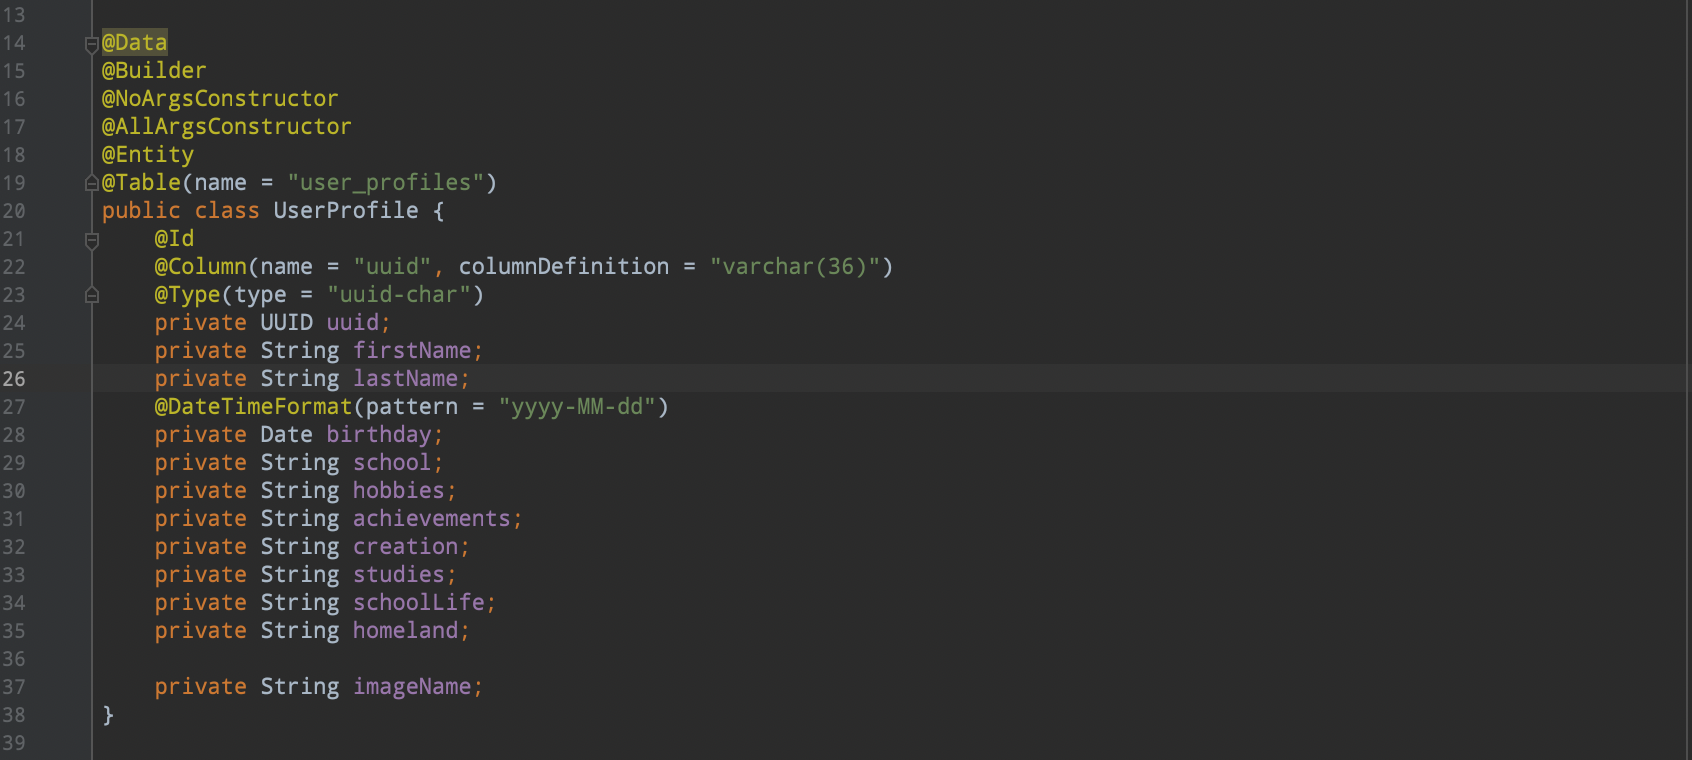 13
14 @Data
15 @Builder
16 @NoArgsConstructor
17 @AllArgsConstructor
18 @Entity
19 @Table(name = "user_profiles")
20 public class UserProfile {
21     @Id
22     @Column(name = "uuid", columnDefinition = "varchar(36)")
23     @Type(type = "uuid-char")
24     private UUID uuid;
25     private String firstName;
26     private String lastName;
27     @DateTimeFormat(pattern = "yyyy-MM-dd")
28     private Date birthday;
29     private String school;
30     private String hobbies;
31     private String achievements;
32     private String creation;
33     private String studies;
34     private String schoolLife;
35     private String homeland;
36
37     private String imageName;
38 }
39